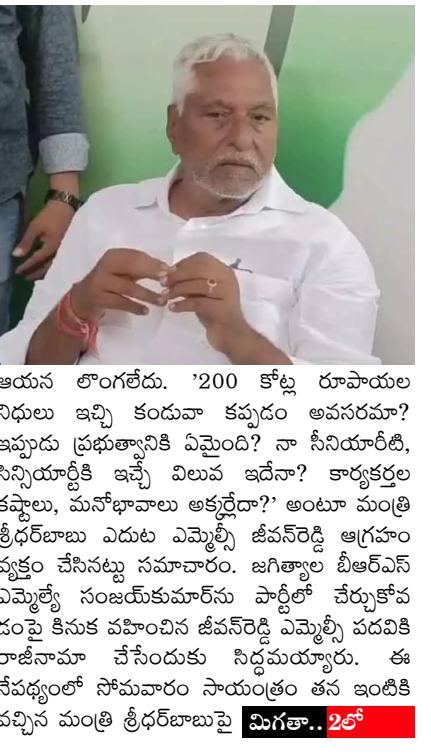 ఆయన లొంగలేదు. '200 కోట్ల రూపాయల
నిధులు ఇచ్చి కండువా కప్పడం అవసరమా?
ఇప్పుడు ప్రభుత్వానికి ఏమైంది? నా సీనియారీటి,
సిన్సియార్టీకి ఇచ్చే విలువ ఇదేనా? కార్యకర్తల
కష్టాలు, మనోభావాలు అక్కర్లేదా?' అంటూ మంత్రి
శ్రీధర్‌బాబు ఎదుట ఎమ్మెల్సీ జీవన్‌రెడ్డి ఆగ్రహం
వ్యక్తం చేసినట్టు సమాచారం. జగిత్యాల బీఆర్ఎస్
ఎమ్మెల్యే సంజయ్‌కుమార్‌ను పార్టీలో చేర్చుకోవ
డంపై కినుక వహించిన జీవన్‌రెడ్డి ఎమ్మెల్సీ పదవికి
రాజీనామా చేసేందుకు సిద్ధమయ్యారు. ఈ
నేపథ్యంలో సోమవారం సాయంత్రం తన ఇంటికి
వచ్చిన మంత్రి శ్రీధర్‌బాబుపై మిగతా.. 2లో